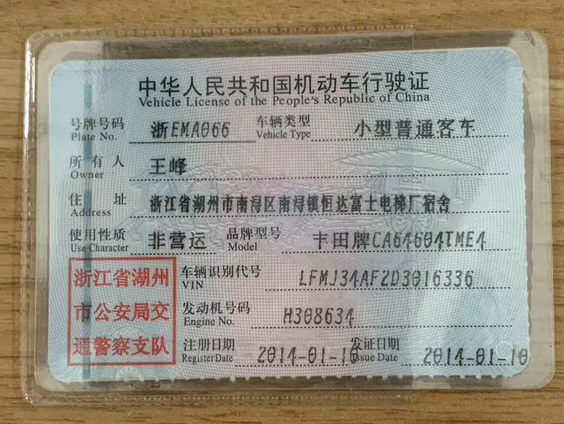 中华人民共和国机动车行驶证
Vehicle License of the People's Republic of China
号牌号码 浙EMA066 车辆类型 小型普通客车
Plate No. Vehicle Type
所有人 王峰
Owner
住址 浙江省湖州市南浔区南浔镇恒达富士电梯厂宿舍
Address
使用性质 非营运 品牌型号 丰田牌CA64604TME4
Use Character Model
浙江省湖州
市公安局交
通警察支队
车辆识别代号 LFMJ34AF2D3016336
VIN
发动机号码 H308634
Engine No.
注册日期 2014-01-10 发证日期 2014-01-10
Register Date Issue Date